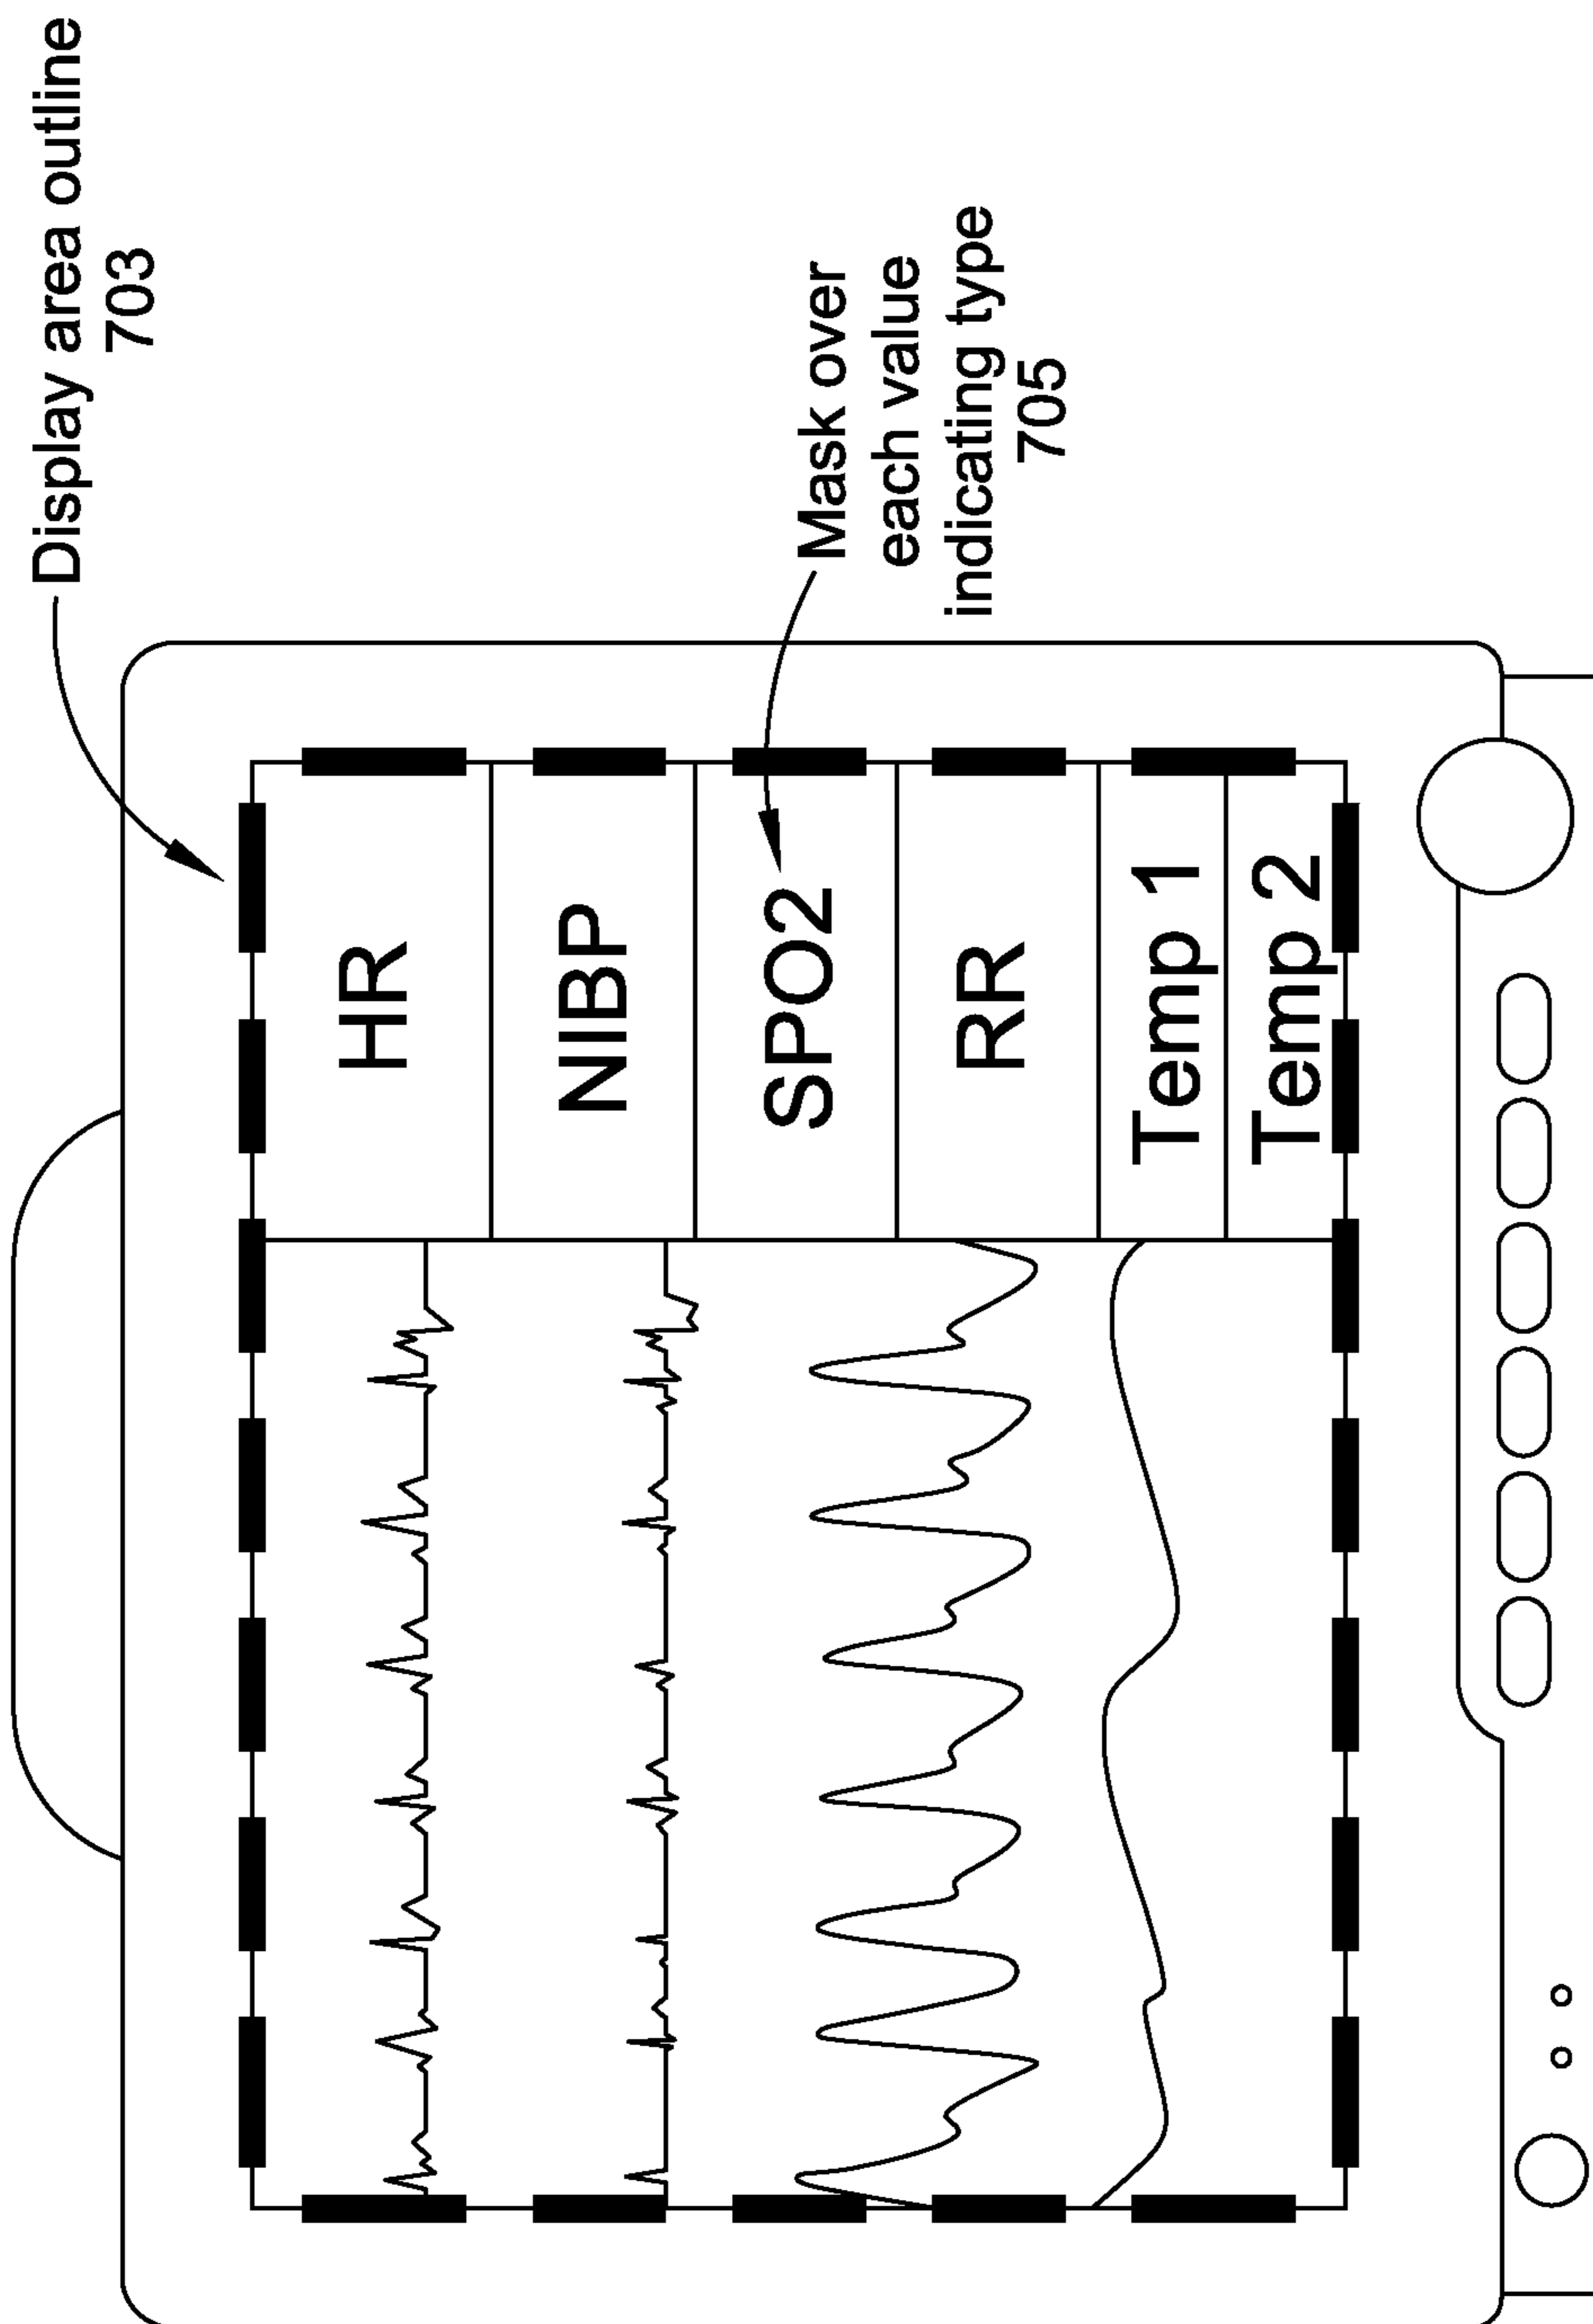 Display area outline
703
HR
NIBP
SPO2
RR
Temp 1
Temp 2
Mask over
each value
indicating type
705